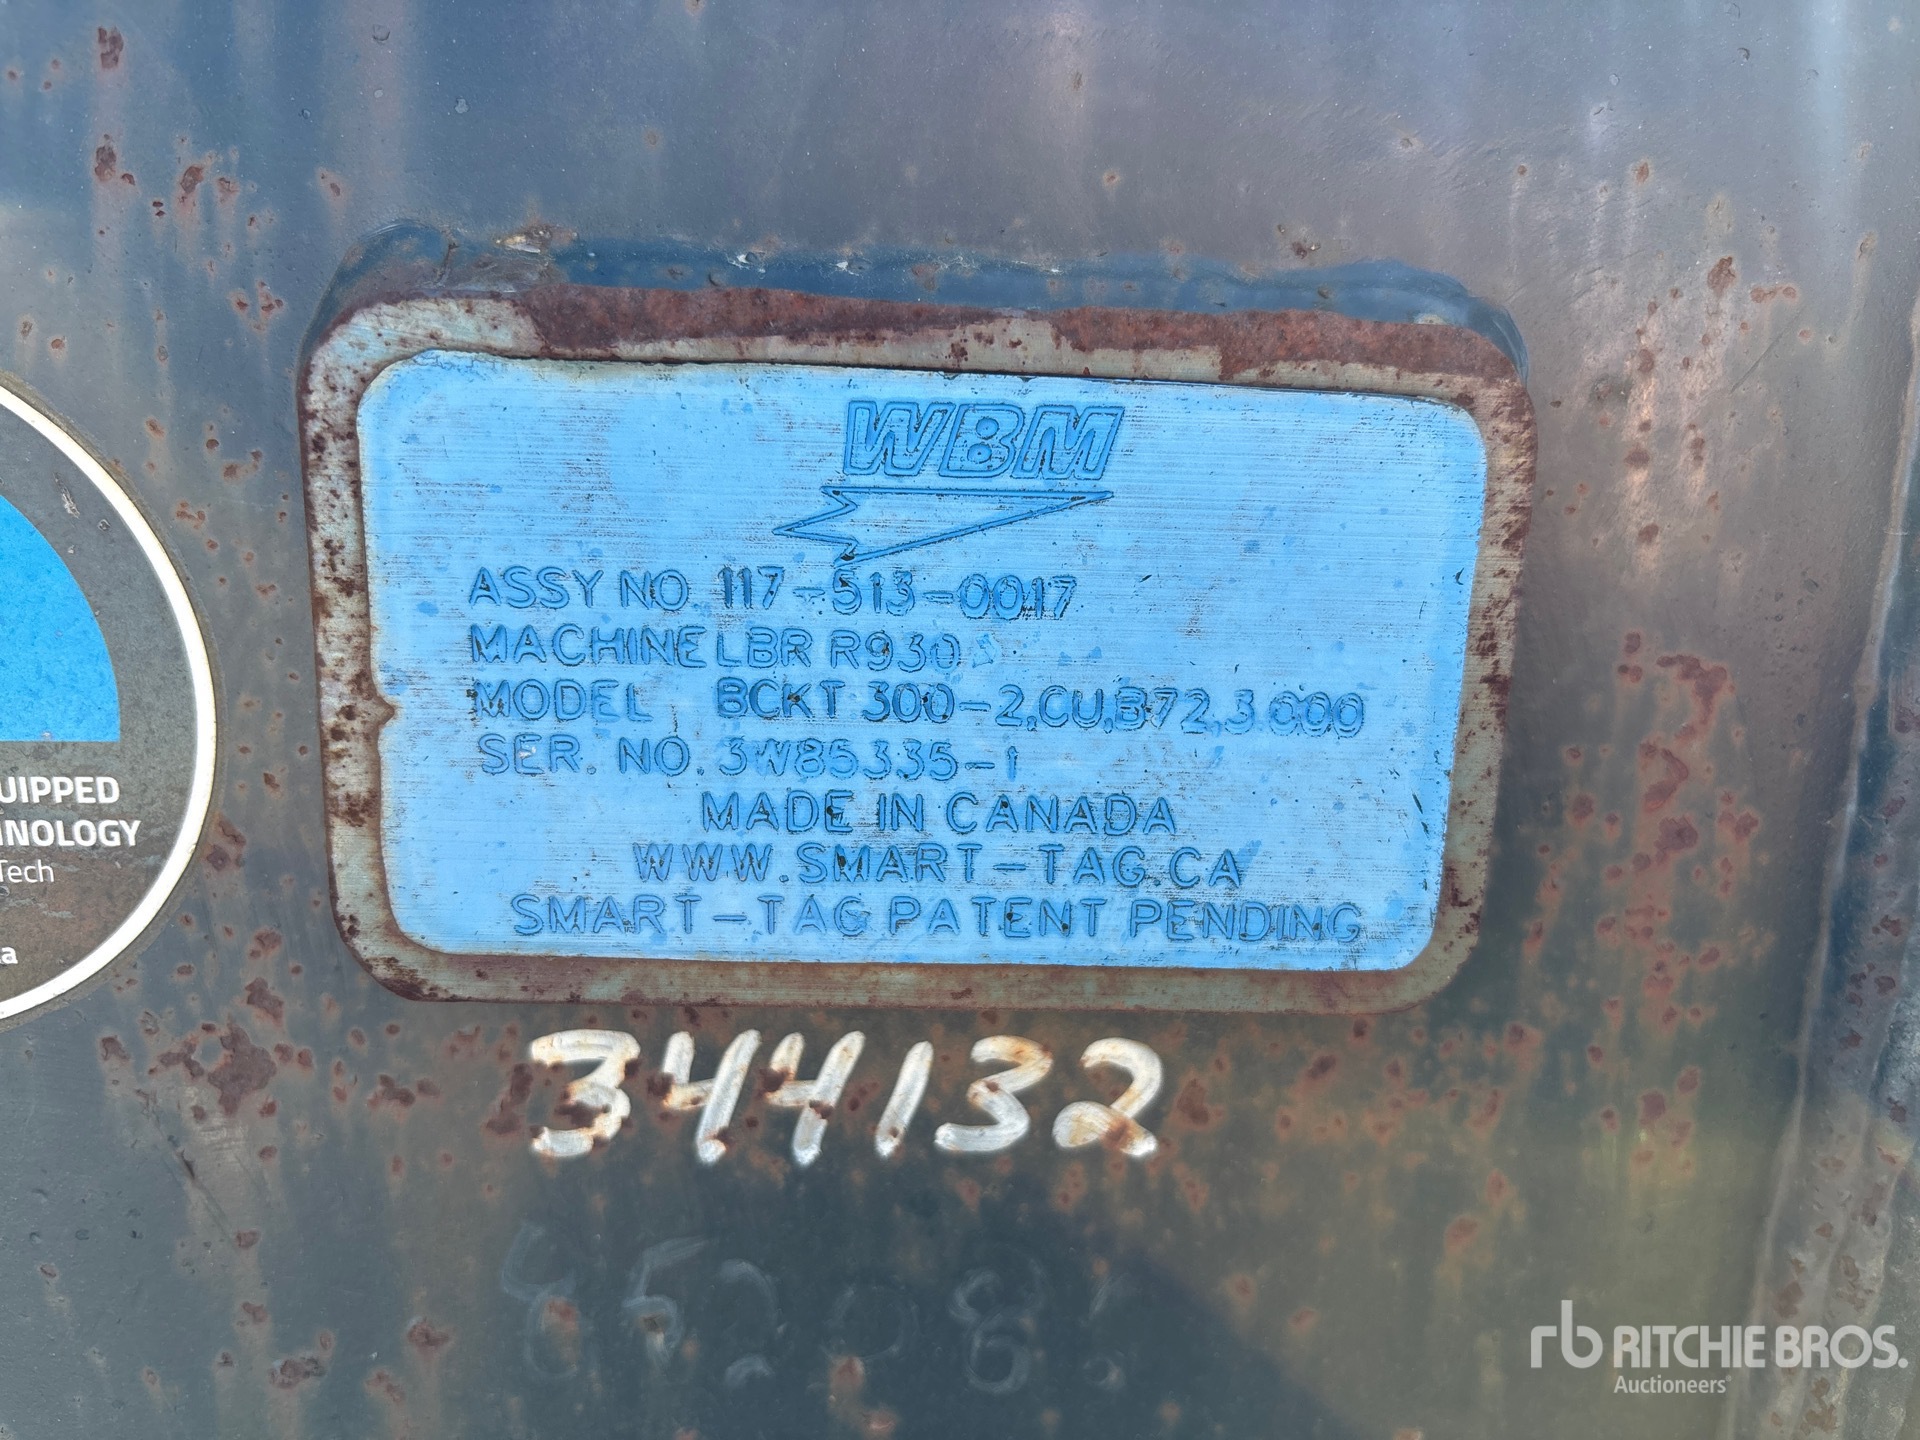 WBM
ASSY NO. 117-513-0017
MACHINE LBR R930
MODEL BCKT 300-2,CU,B72,3.000
SER. NO. 3W85335-1
MADE IN CANADA
WWW.SMART-TAG.CA
SMART-TAG PATENT PENDING
UIPPED
HNOLOGY
Tech
a
344132
rb RITCHIE BROS.
Auctioneers